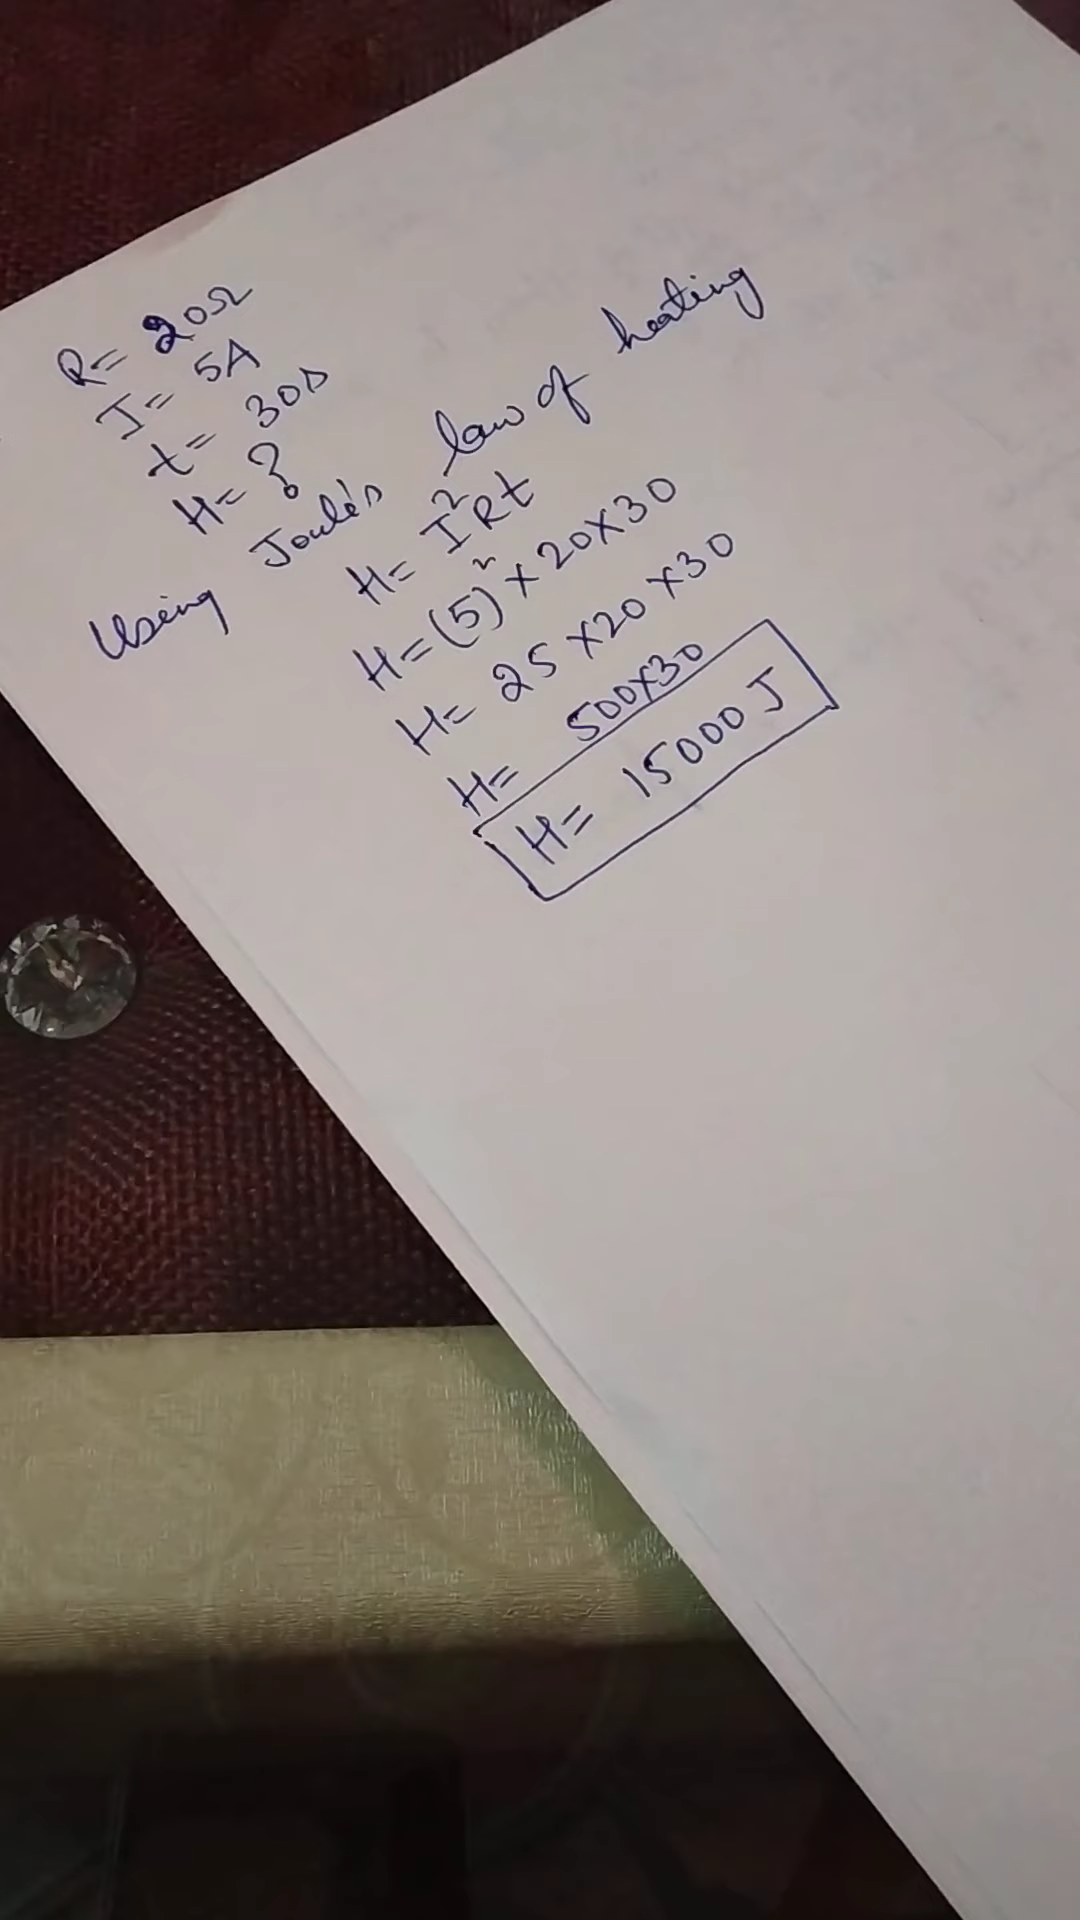 R= 20Ω
I= 5A
t= 30s
H= ?
Using Joule's law of heating
H= I²Rt
H= (5)² × 20×30
H= 25 ×20 ×30
H= 500×30
H= 15000 J